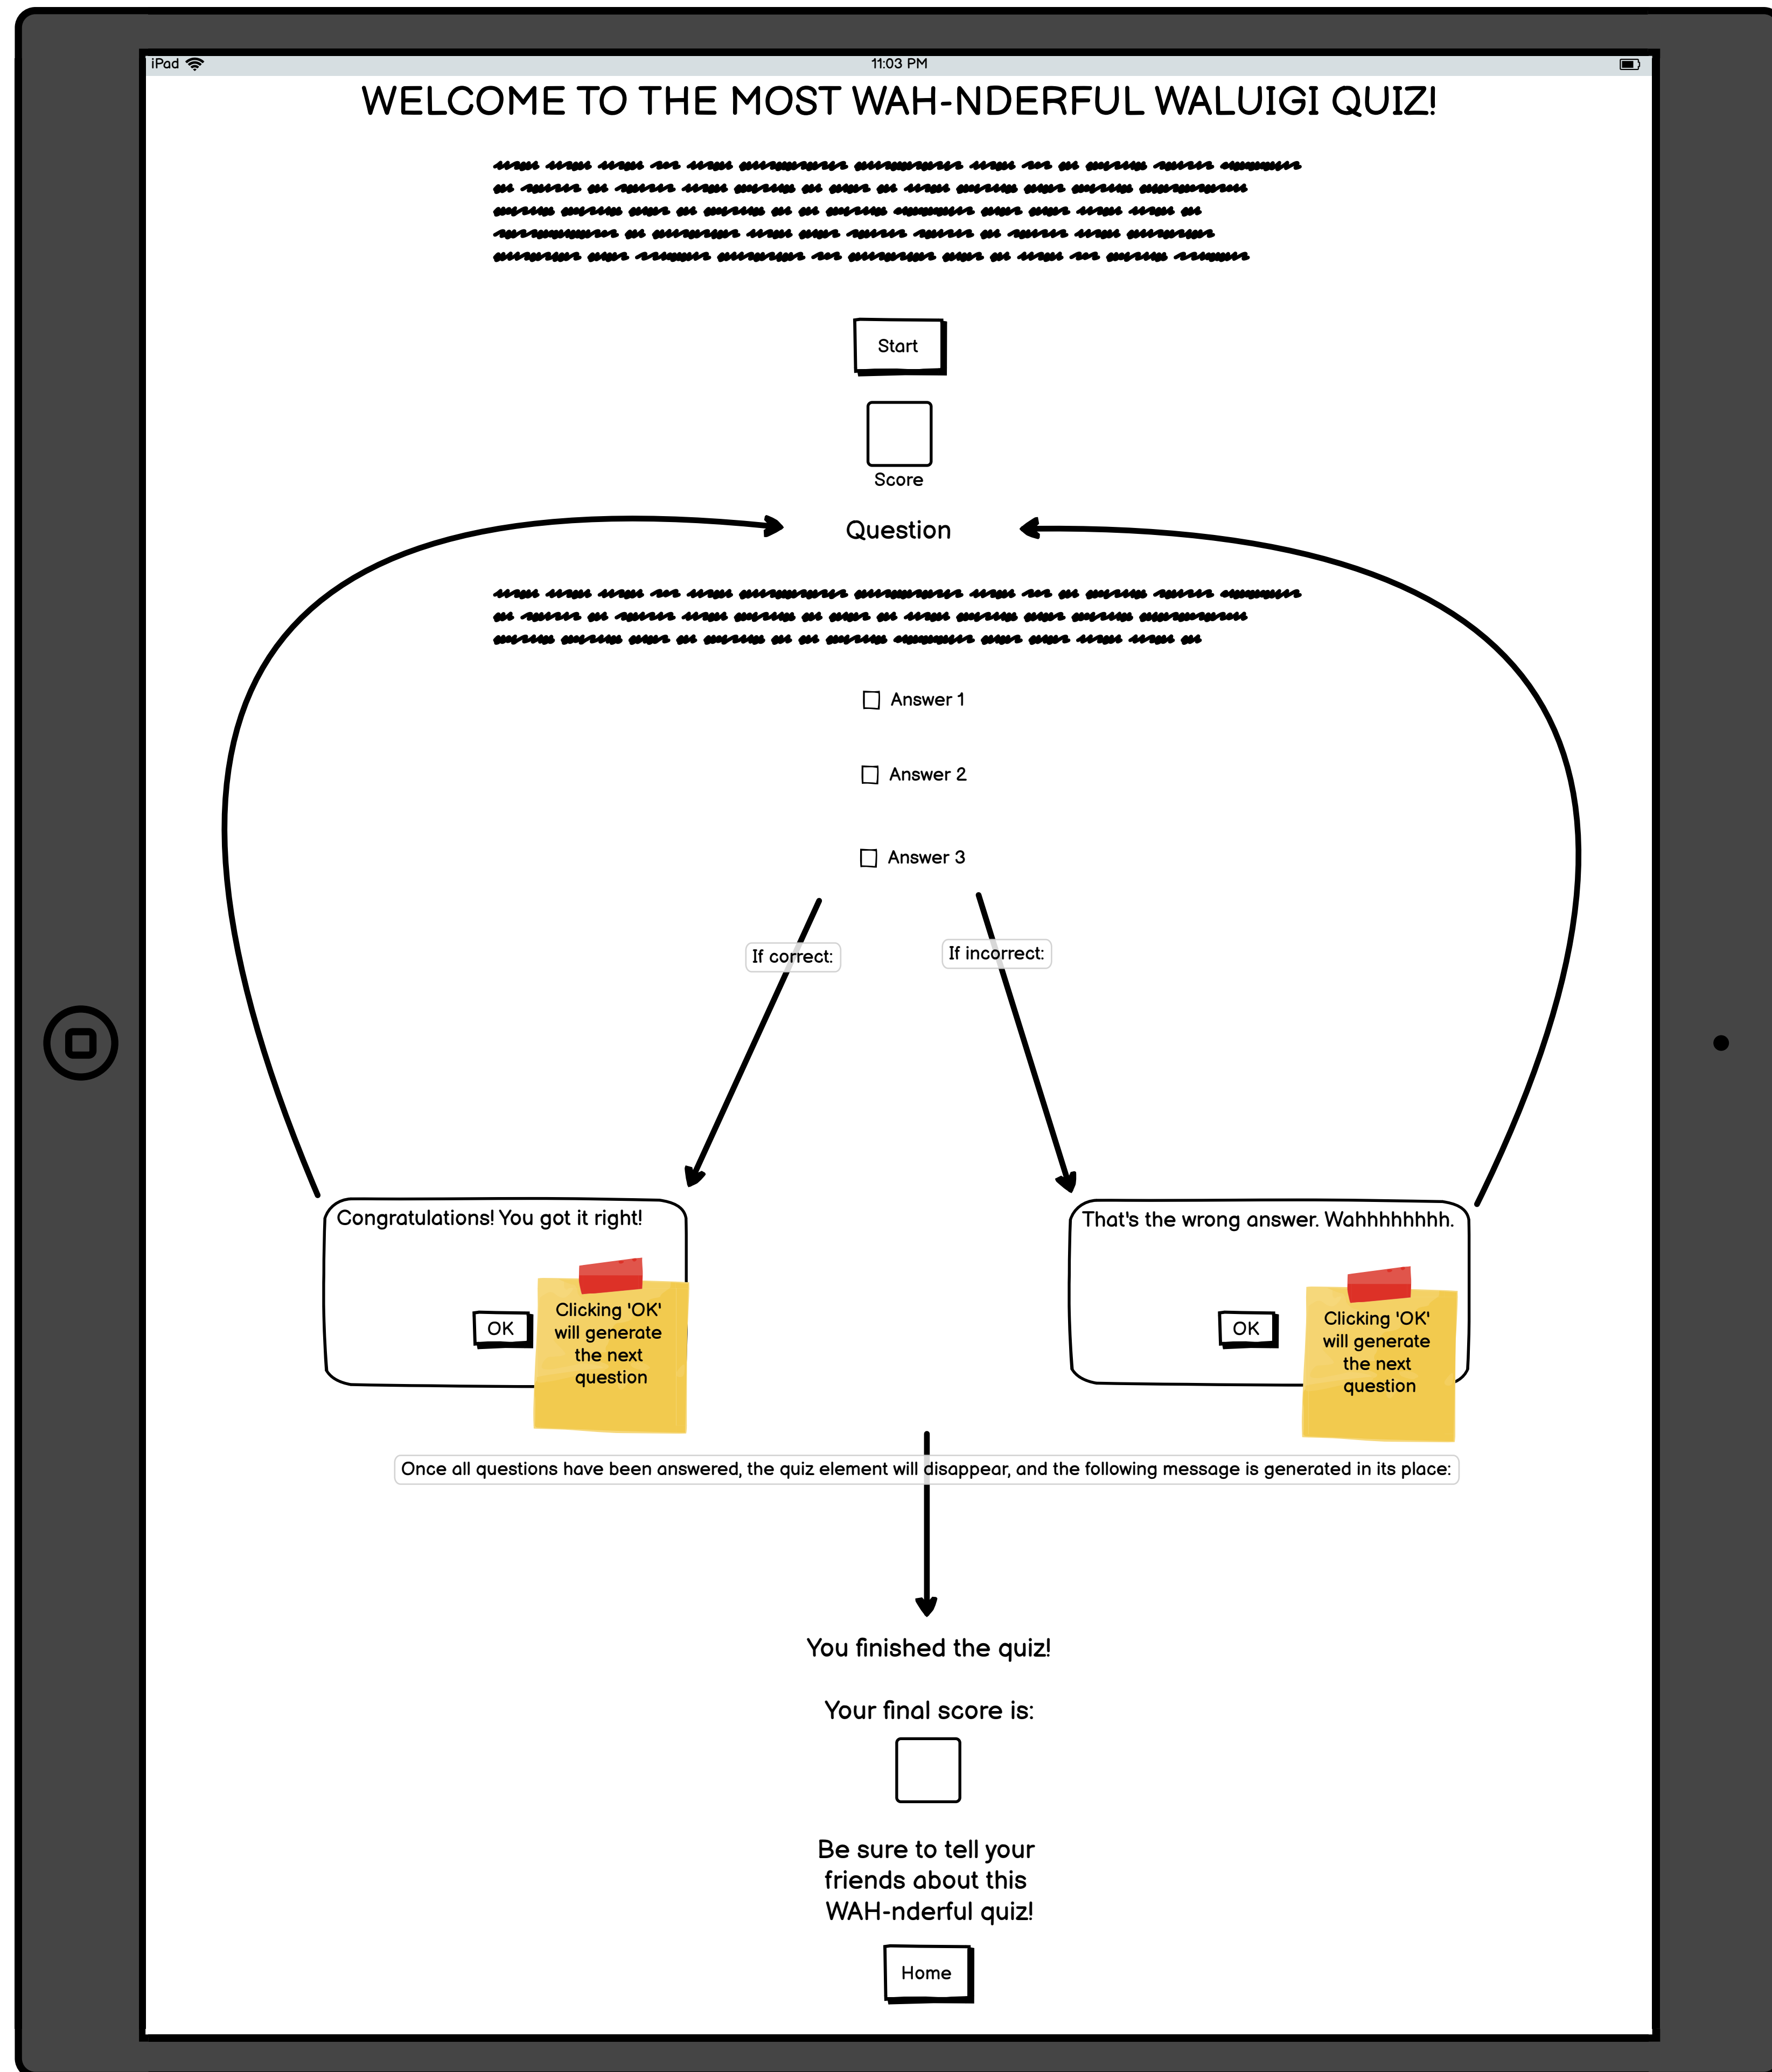 iPad
11:03 PM
WELCOME TO THE MOST WAH-NDERFUL WALUIGI QUIZ!
Start
Score
Question
Answer 1
Answer 2
Answer 3
If correct:
If incorrect:
Congratulations! You got it right!
OK
Clicking 'OK'
will generate
the next
question
That's the wrong answer. Wahhhhhhhh.
OK
Clicking 'OK'
will generate
the next
question
Once all questions have been answered, the quiz element will disappear, and the following message is generated in its place:
You finished the quiz!
Your final score is:
Be sure to tell your
friends about this
WAH-nderful quiz!
Home